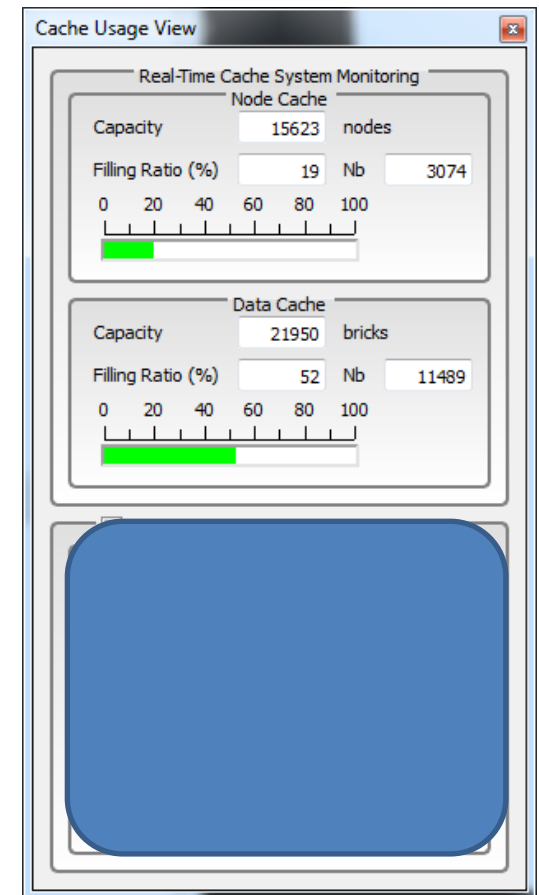 Cache Usage View
Real-Time Cache System Monitoring
Node Cache
Capacity 15623 nodes
Filling Ratio (%) 19 Nb 3074
0 20 40 60 80 100
Data Cache
Capacity 21950 bricks
Filling Ratio (%) 52 Nb 11489
0 20 40 60 80 100